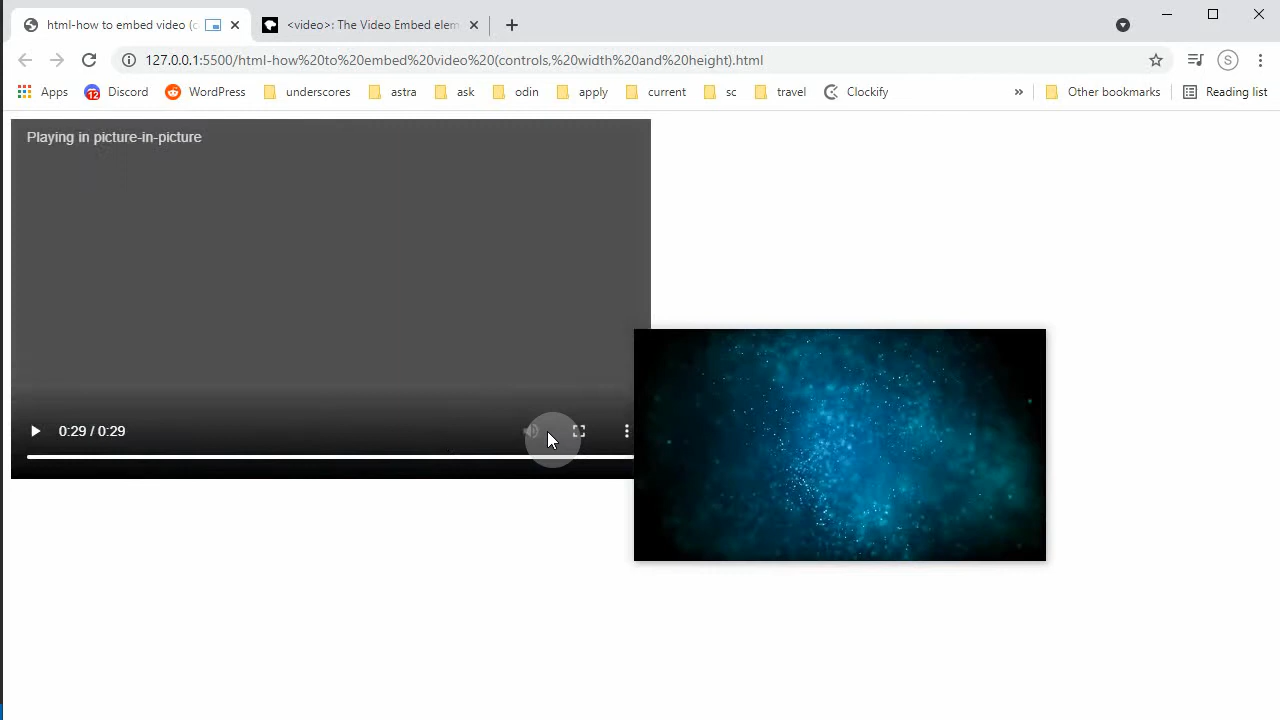 html-how to embed video (c
<video>: The Video Embed elem
127.0.0.1:5500/html-how%20to%20embed%20video%20(controls,%20width%20and%20height).html
S
Apps 12 Discord WordPress underscores astra ask odin apply current sc travel Clockify » Other bookmarks Reading list
Playing in picture-in-picture
0:29 / 0:29